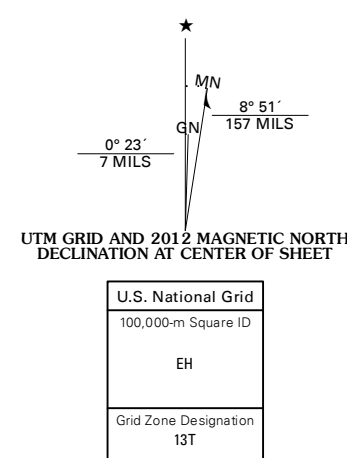 MN
GN
8° 51´
157 MILS
0° 23´
7 MILS
UTM GRID AND 2012 MAGNETIC NORTH
DECLINATION AT CENTER OF SHEET
U.S. National Grid
100,000-m Square ID
EH
Grid Zone Designation
13T